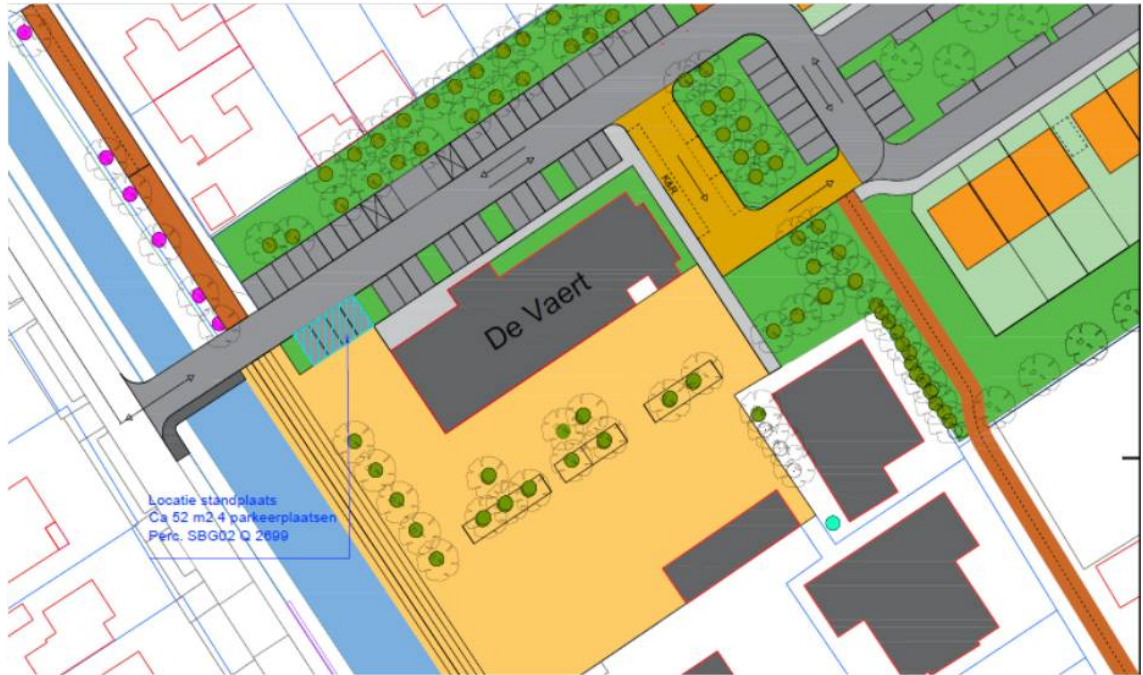 K&R
De Vaert
Locatie standplaats
Ca 52 m2 4 parkeerplaatsen
Perc. SBG02 Q 2699